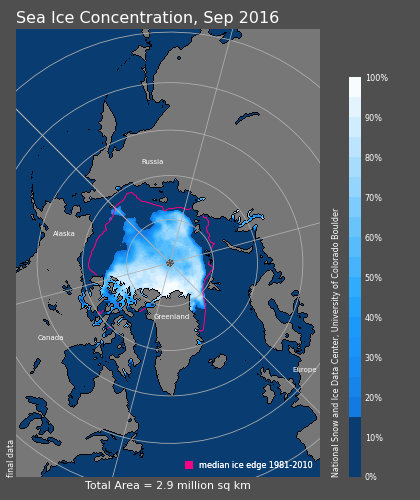 Sea Ice Concentration, Sep 2016
Russia
Alaska
Greenland
Canada
Europe
median ice edge 1981-2010
final data
Total Area = 2.9 million sq km
National Snow and Ice Data Center, University of Colorado Boulder
100%
90%
80%
70%
60%
50%
40%
30%
20%
10%
0%